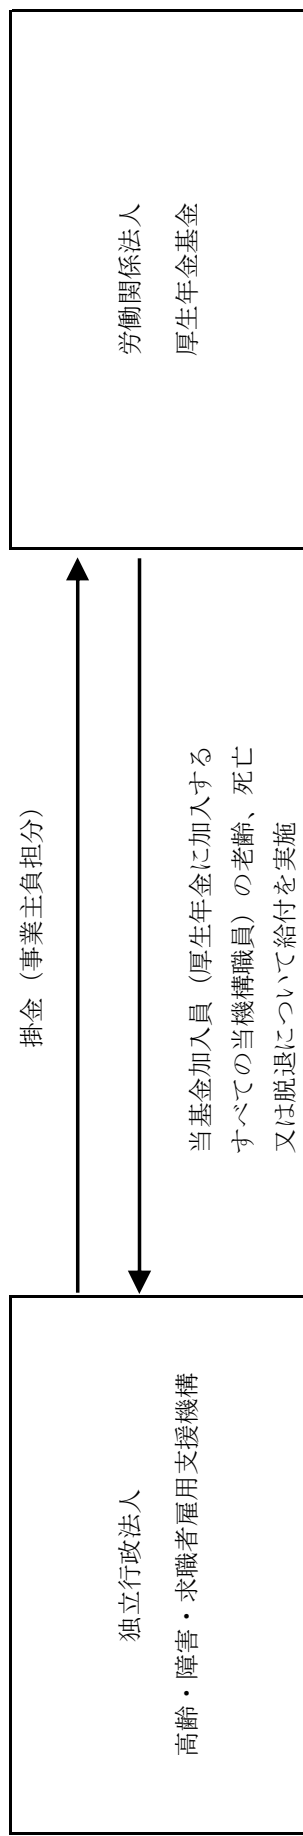 独立行政法人
高齢・障害・求職者雇用支援機構
掛金（事業主負担分）
当基金加入員（厚生年金に加入する
すべての当機構職員）の老齢、死亡
又は脱退について給付を実施
労働関係法人
厚生年金基金